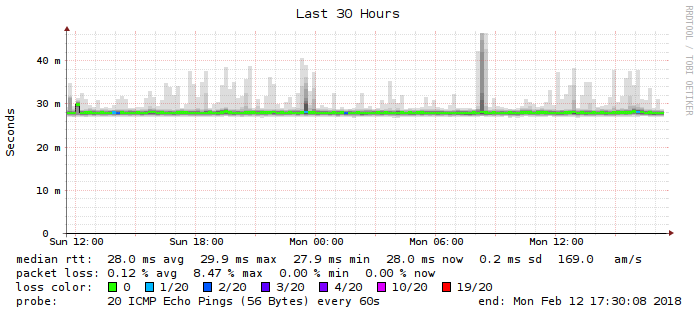 Last 30 Hours
RRDTOOL / TOBI OETIKER
Seconds
40 m
30 m
20 m
10 m
0
Sun 12:00 Sun 18:00 Mon 00:00 Mon 06:00 Mon 12:00
median rtt: 28.0 ms avg 29.9 ms max 27.9 ms min 28.0 ms now 0.2 ms sd 169.0 am/s
packet loss: 0.12 % avg 8.47 % max 0.00 % min 0.00 % now
loss color: 0 1/20 2/20 3/20 4/20 10/20 19/20
probe: 20 ICMP Echo Pings (56 Bytes) every 60s end: Mon Feb 12 17:30:08 2018